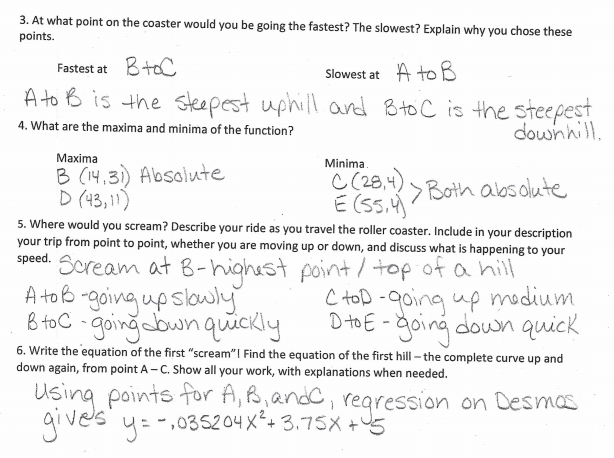 3. At what point on the coaster would you be going the fastest? The slowest? Explain why you chose these
points.
Fastest at B to C
Slowest at A to B
A to B is the steepest uphill and B to C is the steepest
downhill.
4. What are the maxima and minima of the function?
Maxima
B (14,31) Absolute
D (43,11)
Minima
C (28,4) > Both absolute
E (55,4)
5. Where would you scream? Describe your ride as you travel the roller coaster. Include in your description
your trip from point to point, whether you are moving up or down, and discuss what is happening to your
speed. Scream at B - highest point / top of a hill
A to B - going up slowly
C to D - going up medium
B to C - going down quickly
D to E - going down quick
6. Write the equation of the first "scream"! Find the equation of the first hill – the complete curve up and
down again, from point A – C. Show all your work, with explanations when needed.
Using points for A, B, and C, regression on Desmos
gives y = -.035204x² + 3.75x + 5